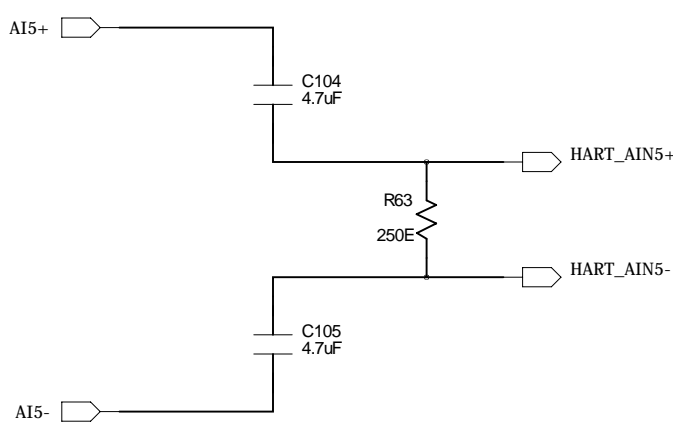 AI5+
C104
4.7uF
HART_AIN5+
R63
250E
HART_AIN5-
C105
4.7uF
AI5-